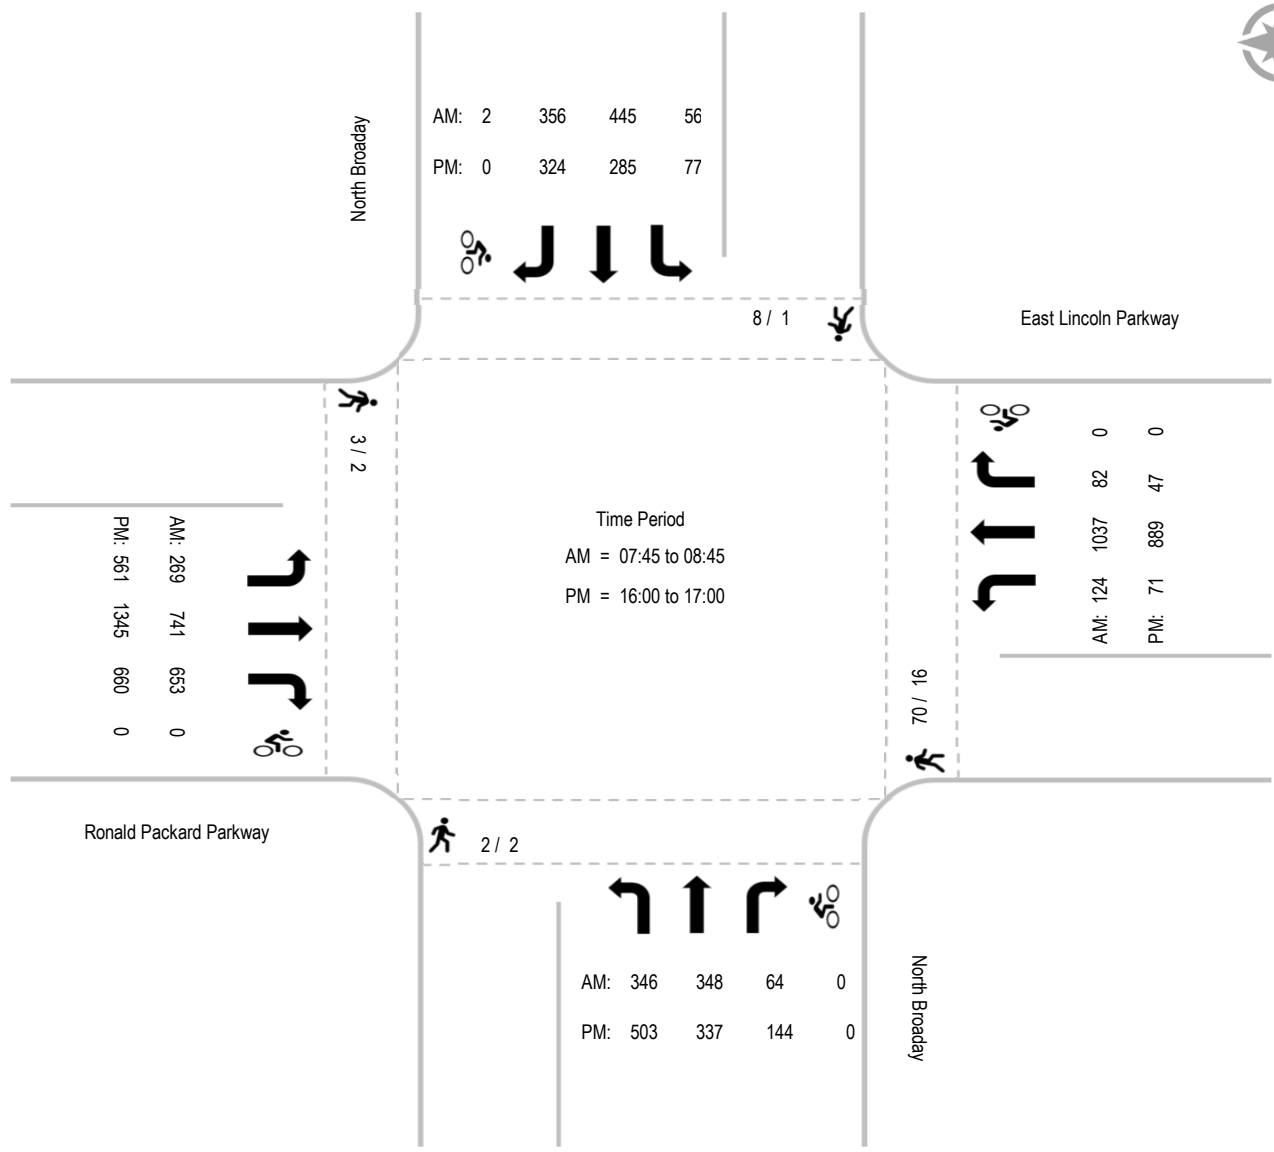 AM: 2 356 445 56
PM: 0 324 285 77
North Broaday
8 / 1
East Lincoln Parkway
3 / 2
AM: 124 1037 82 0
PM: 71 889 47 0
Time Period
AM = 07:45 to 08:45
PM = 16:00 to 17:00
AM: 269 741 653 0
PM: 561 1345 660 0
70 / 16
Ronald Packard Parkway
2 / 2
AM: 346 348 64 0
PM: 503 337 144 0
North Broaday